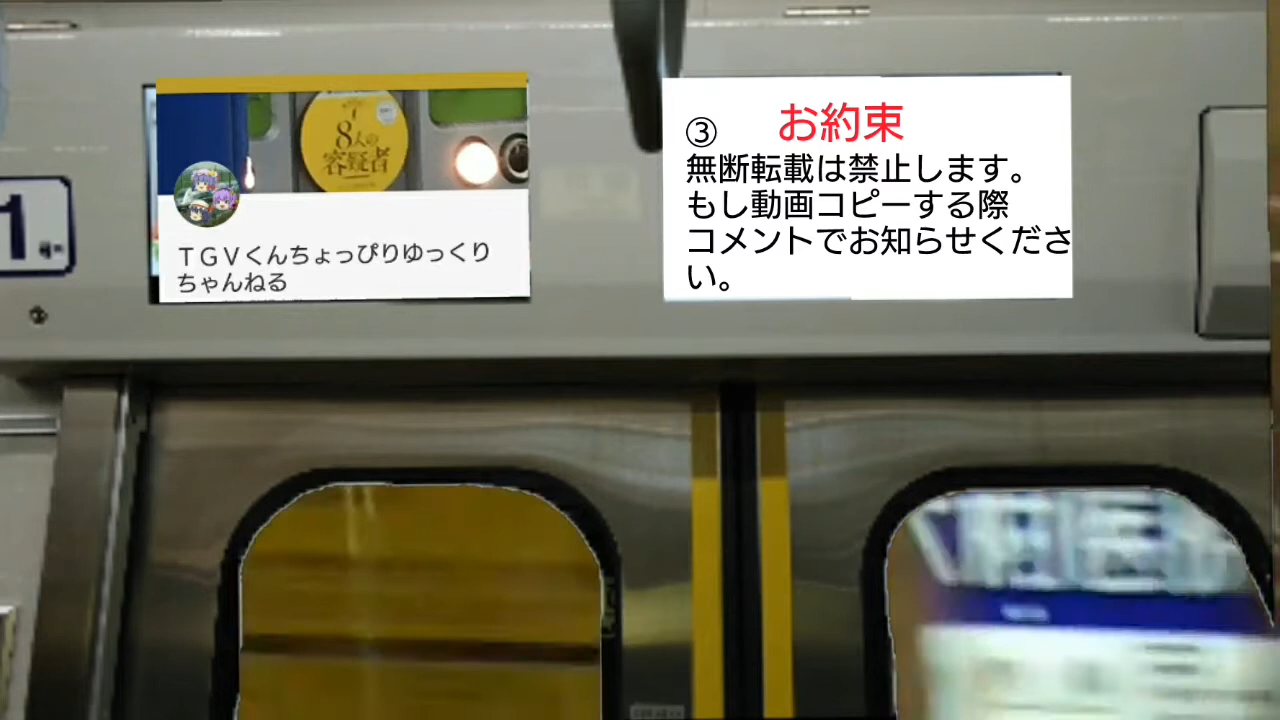 1
8人の
容疑者
TGVくんちょっぴりゆっくり
ちゃんねる
③ お約束
無断転載は禁止します。
もし動画コピーする際
コメントでお知らせくださ
い。